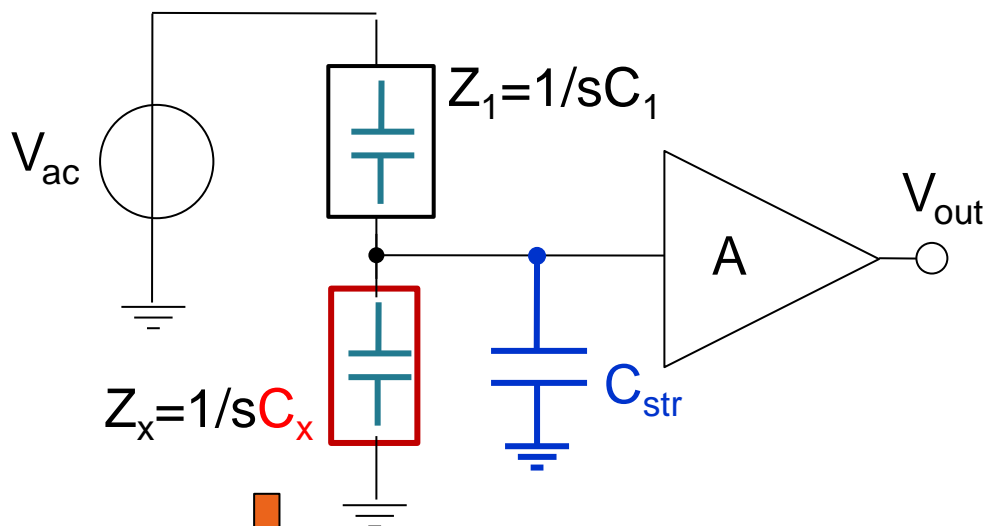 Z₁=1/sC₁
Vac
Vout
A
Cstr
Zx=1/sCx